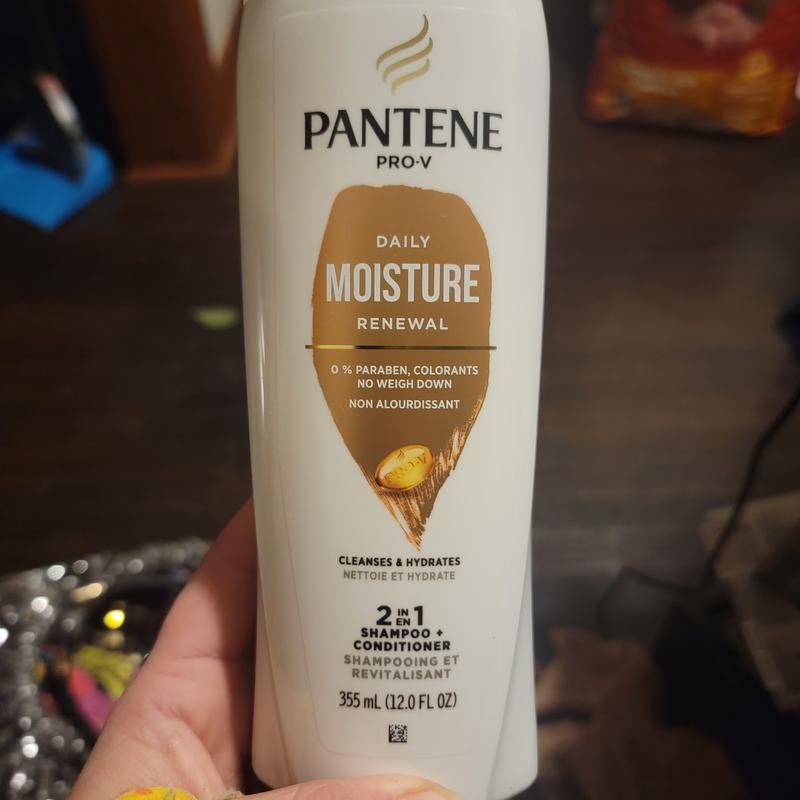 PANTENE
PRO-V
DAILY
MOISTURE
RENEWAL
0 % PARABEN, COLORANTS
NO WEIGH DOWN
NON ALOURDISSANT
PRO-V
CLEANSES & HYDRATES
NETTOIE ET HYDRATE
2 IN EN 1
SHAMPOO +
CONDITIONER
SHAMPOOING ET
REVITALISANT
355 mL (12.0 FL OZ)